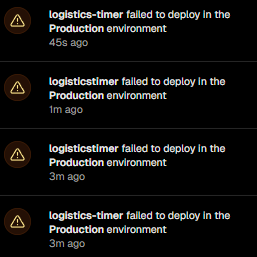 logistics-timer failed to deploy in the
Production environment
45s ago
logisticstimer failed to deploy in the
Production environment
1m ago
logisticstimer failed to deploy in the
Production environment
3m ago
logistics-timer failed to deploy in the
Production environment
3m ago